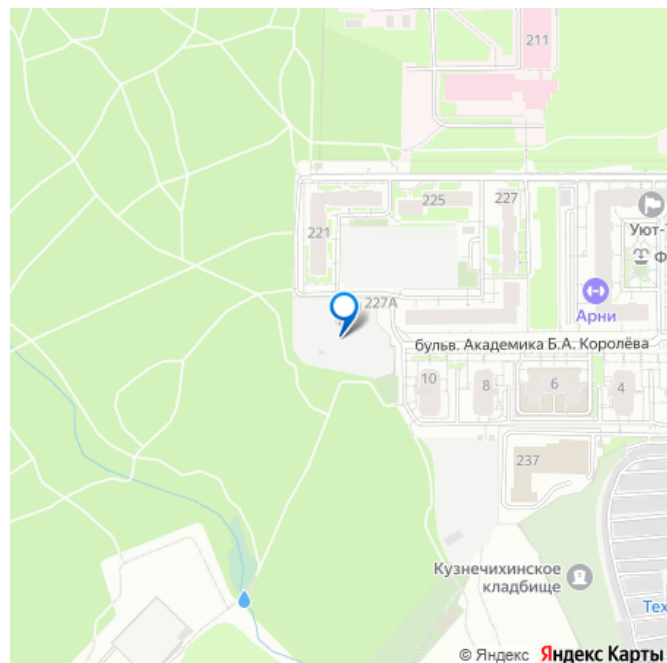 211
225
227
221
Уют-
Ф
227А
Арни
бульв. Академика Б.А. Королёва
10
8
6
4
237
Кузнечихинское
кладбище
Тех
© Яндекс Яндекс Карты